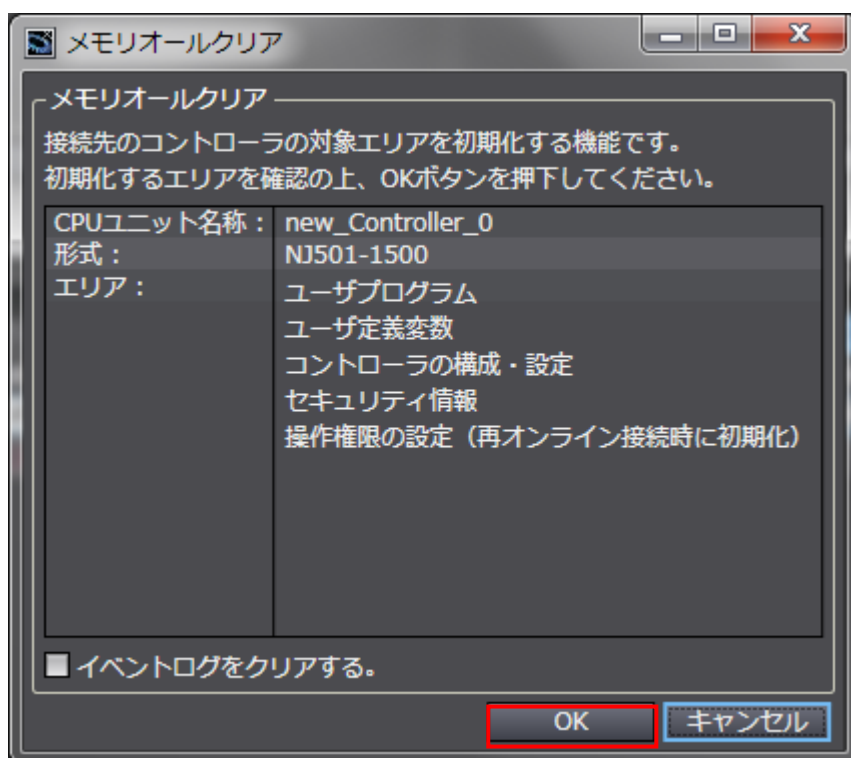 メモリオールクリア
メモリオールクリア
接続先のコントローラの対象エリアを初期化する機能です。
初期化するエリアを確認の上、OKボタンを押下してください。
CPUユニット名称： new_Controller_0
形式： NJ501-1500
エリア： ユーザプログラム
ユーザ定義変数
コントローラの構成・設定
セキュリティ情報
操作権限の設定（再オンライン接続時に初期化）
イベントログをクリアする。
OK キャンセル